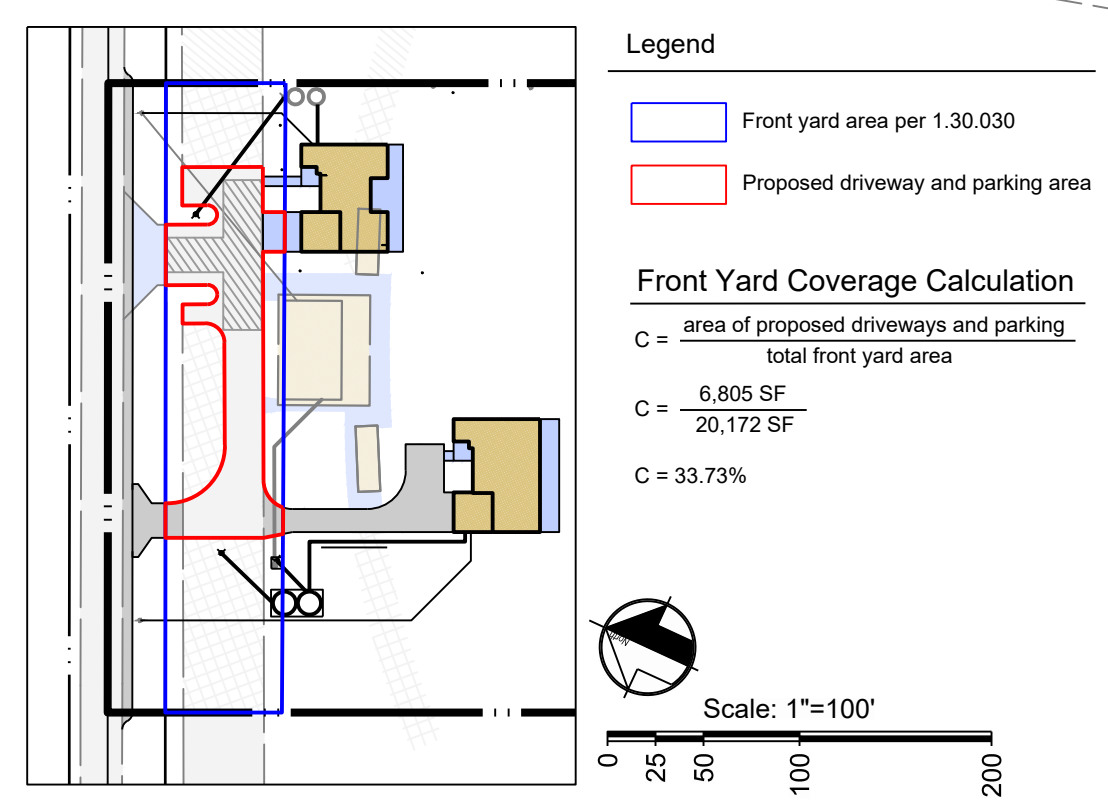 Legend
Front yard area per 1.30.030
Proposed driveway and parking area
Front Yard Coverage Calculation
C = area of proposed driveways and parking
total front yard area
C = 6,805 SF
20,172 SF
C = 33.73%
North
Scale: 1"=100'
0 25 50 100 200